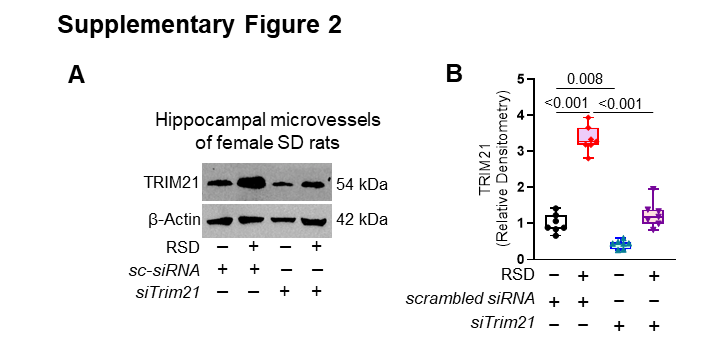 Supplementary Figure 2
A
Hippocampal microvessels
of female SD rats
TRIM21 54 kDa
β-Actin 42 kDa
RSD − + − +
sc-siRNA + + − −
siTrim21 − − + +
B
TRIM21
(Relative Densitometry)
5
4
3
2
1
0
0.008
<0.001 <0.001
RSD − + − +
scrambled siRNA + + − −
siTrim21 − − + +